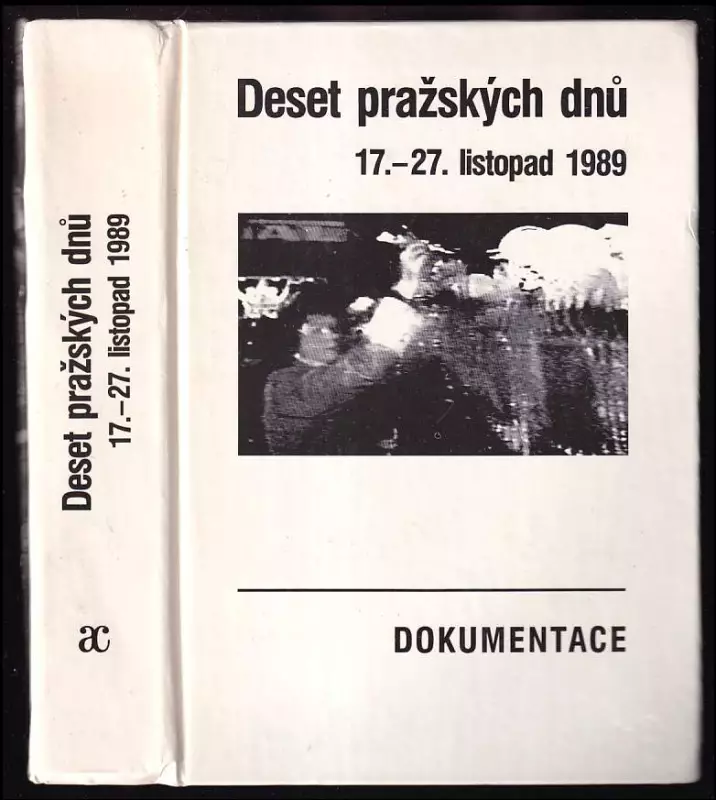 Deset pražských dnů
17.–27. listopad 1989
DOKUMENTACE
Deset pražských dnů
17.–27. listopad 1989
ac